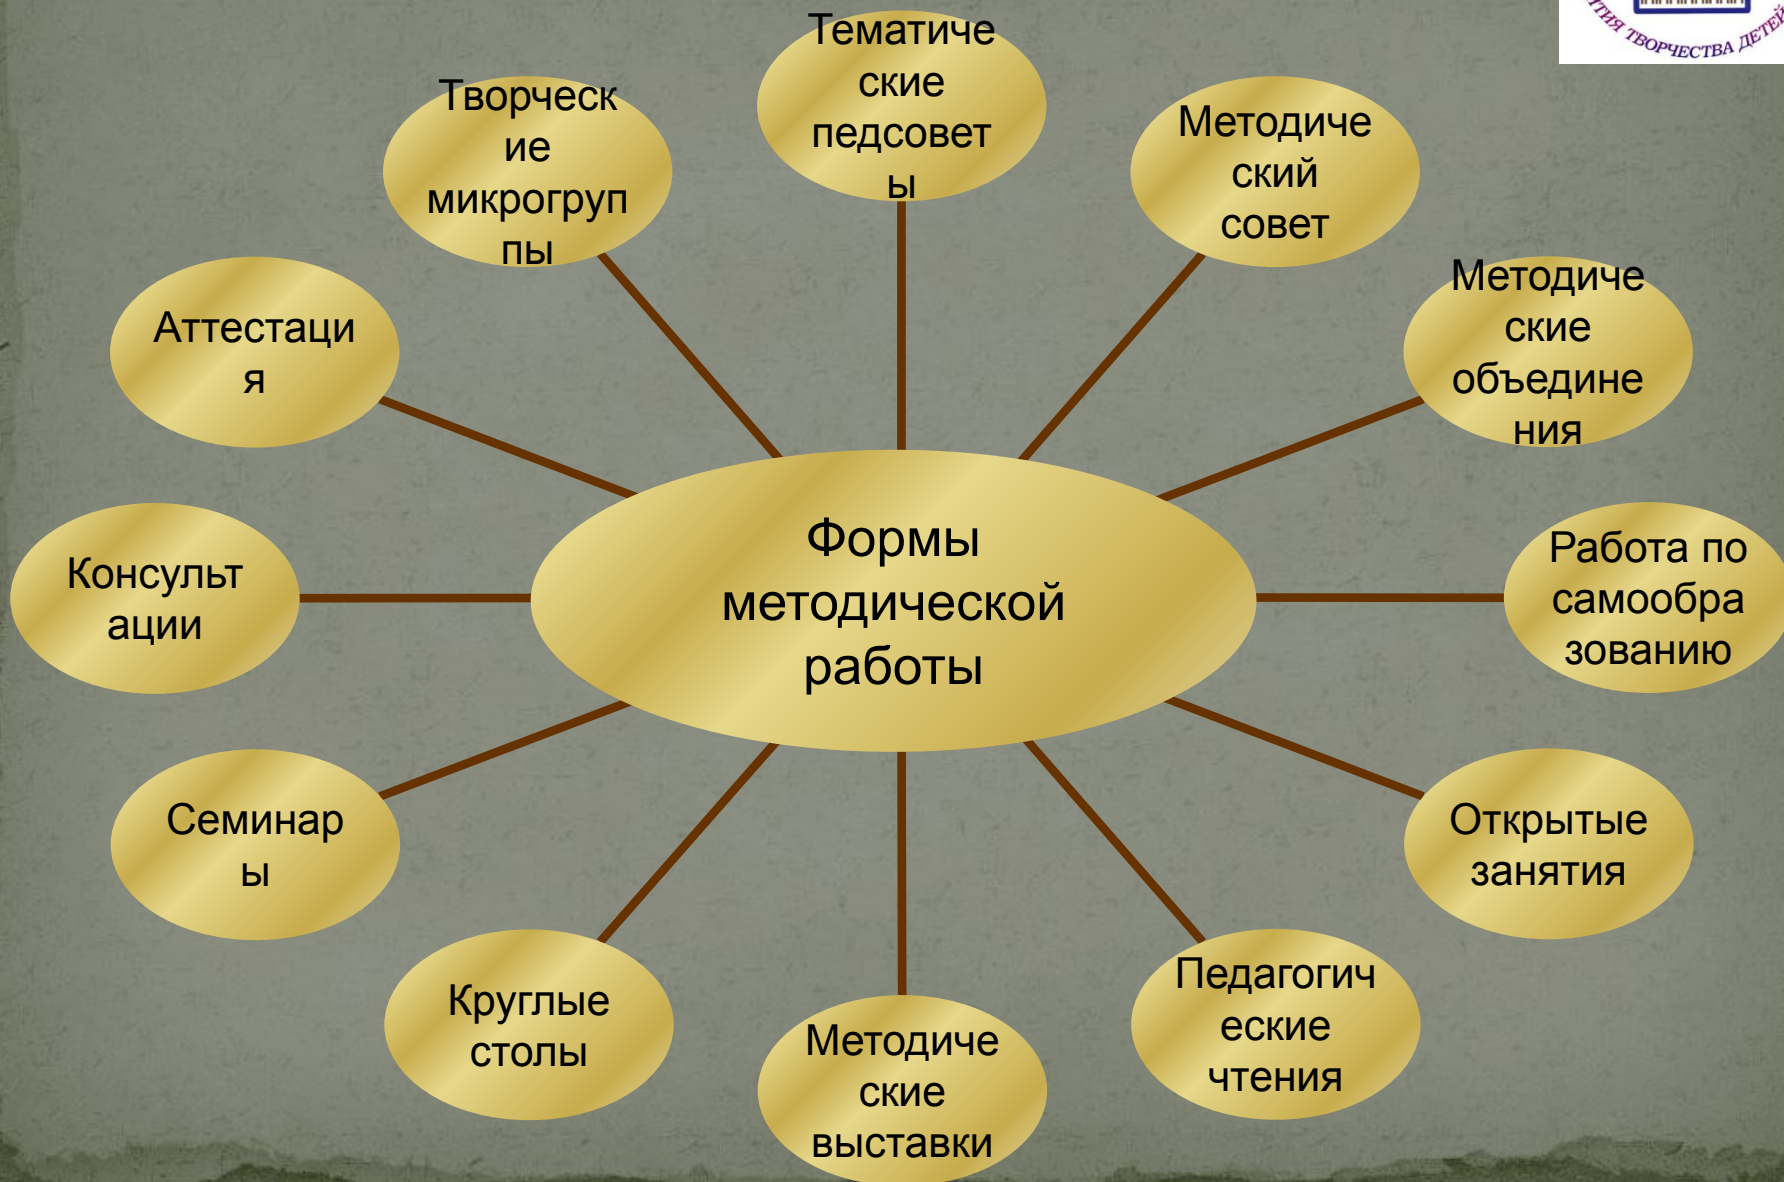 ТВОРЧЕСТВА
Тематиче
ские
педсовет
ы
Методиче
ский
совет
Методиче
ские
объедине
ния
Работа по
самообра
зованию
Открытые
занятия
Педагогич
еские
чтения
Методиче
ские
выставки
Круглые
столы
Семинар
ы
Консульт
ации
Аттестаци
я
Творческ
ие
микрогруп
пы
Формы
методической
работы